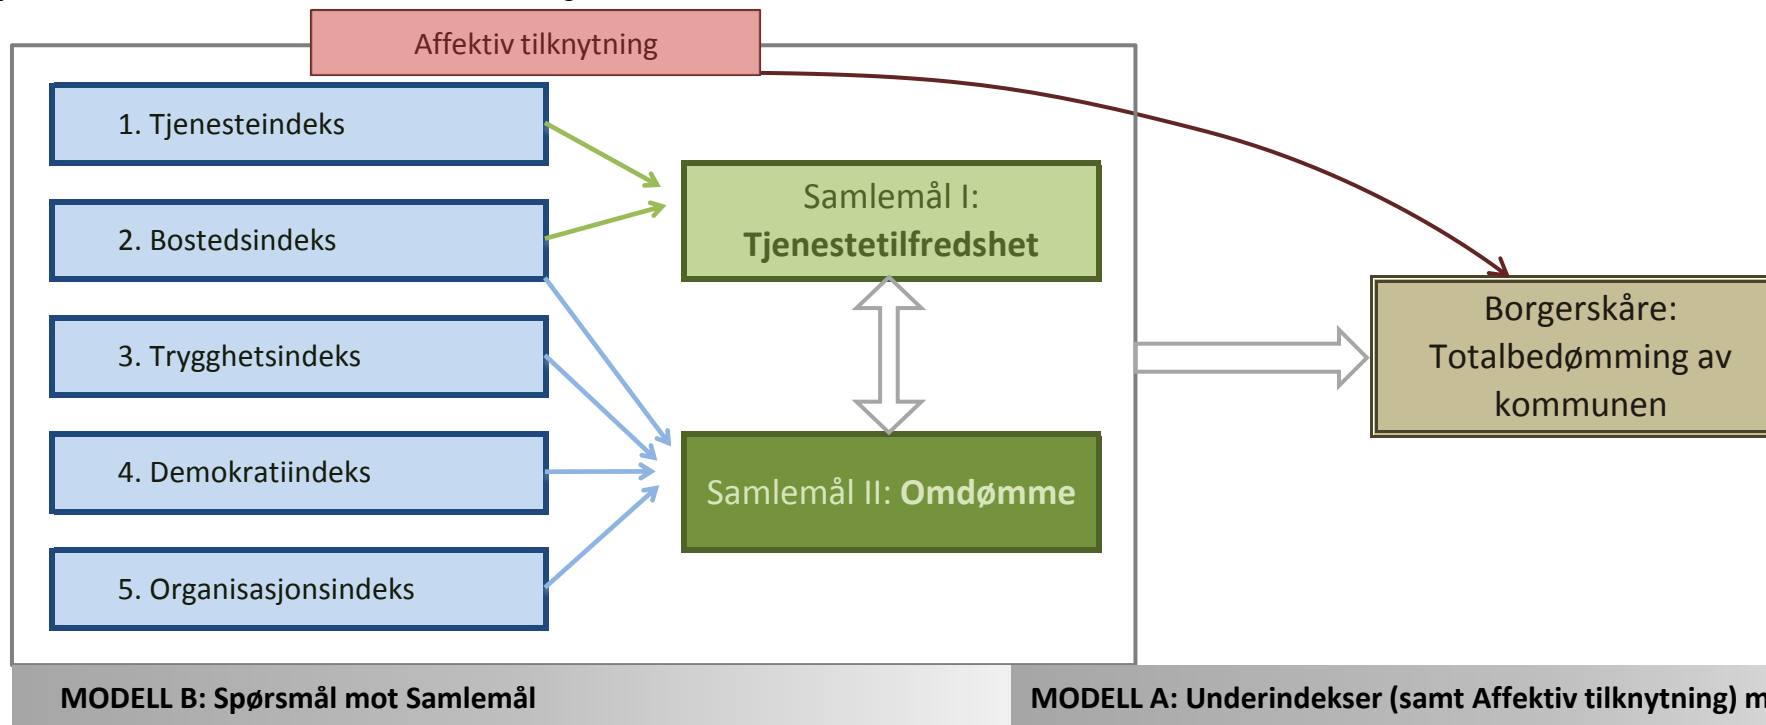 Affektiv tilknytning
1. Tjenesteindeks
2. Bostedsindeks
3. Trygghetsindeks
4. Demokratiindeks
5. Organisasjonsindeks
Samlemål I:
Tjenestetilfredshet
Samlemål II: Omdømme
Borgerskåre:
Totalbedømming av
kommunen
MODELL B: Spørsmål mot Samlemål
MODELL A: Underindekser (samt Affektiv tilknytning) m